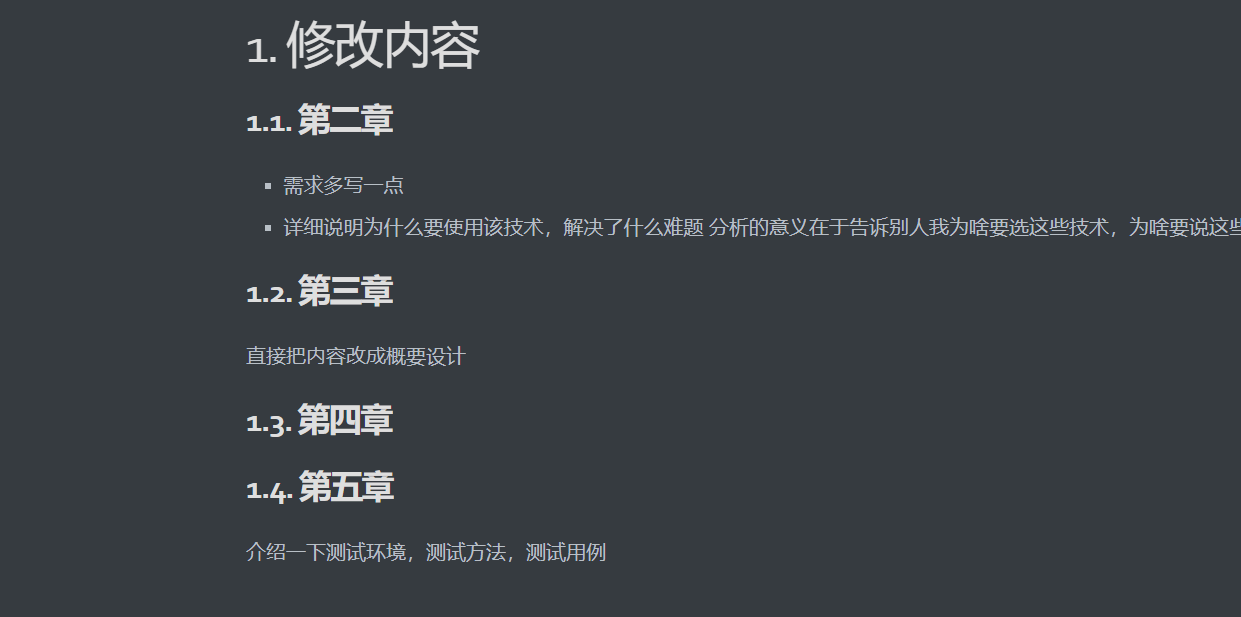 1. 修改内容
1.1. 第二章
需求多写一点
详细说明为什么要使用该技术，解决了什么难题 分析的意义在于告诉别人我为啥要选这些技术，为啥要说这些
1.2. 第三章
直接把内容改成概要设计
1.3. 第四章
1.4. 第五章
介绍一下测试环境，测试方法，测试用例